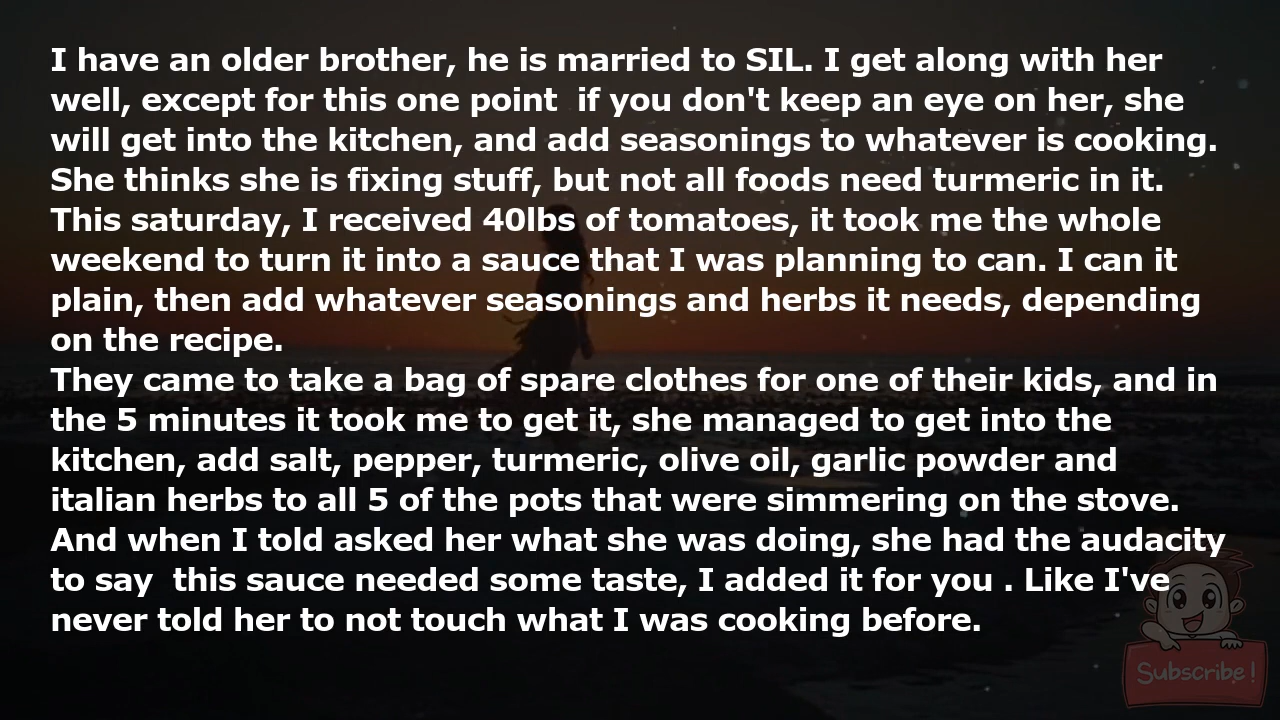 I have an older brother, he is married to SIL. I get along with her
well, except for this one point  if you don't keep an eye on her, she
will get into the kitchen, and add seasonings to whatever is cooking.
She thinks she is fixing stuff, but not all foods need turmeric in it.
This saturday, I received 40lbs of tomatoes, it took me the whole
weekend to turn it into a sauce that I was planning to can. I can it
plain, then add whatever seasonings and herbs it needs, depending
on the recipe.
They came to take a bag of spare clothes for one of their kids, and in
the 5 minutes it took me to get it, she managed to get into the
kitchen, add salt, pepper, turmeric, olive oil, garlic powder and
italian herbs to all 5 of the pots that were simmering on the stove.
And when I told asked her what she was doing, she had the audacity
to say  this sauce needed some taste, I added it for you . Like I've
never told her to not touch what I was cooking before.
Subscribe!